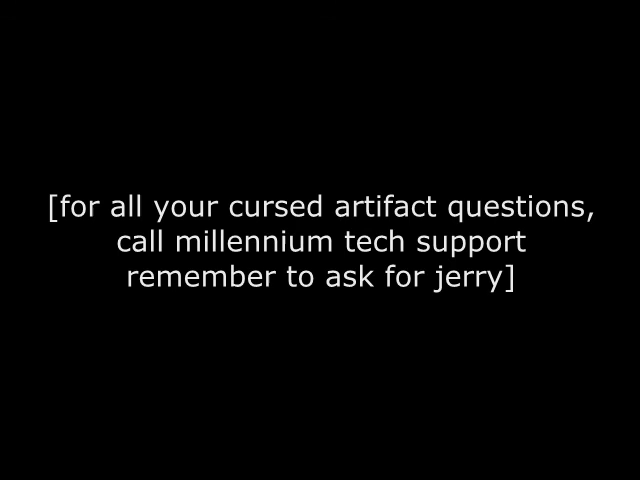 [for all your cursed artifact questions,
call millennium tech support
remember to ask for jerry]